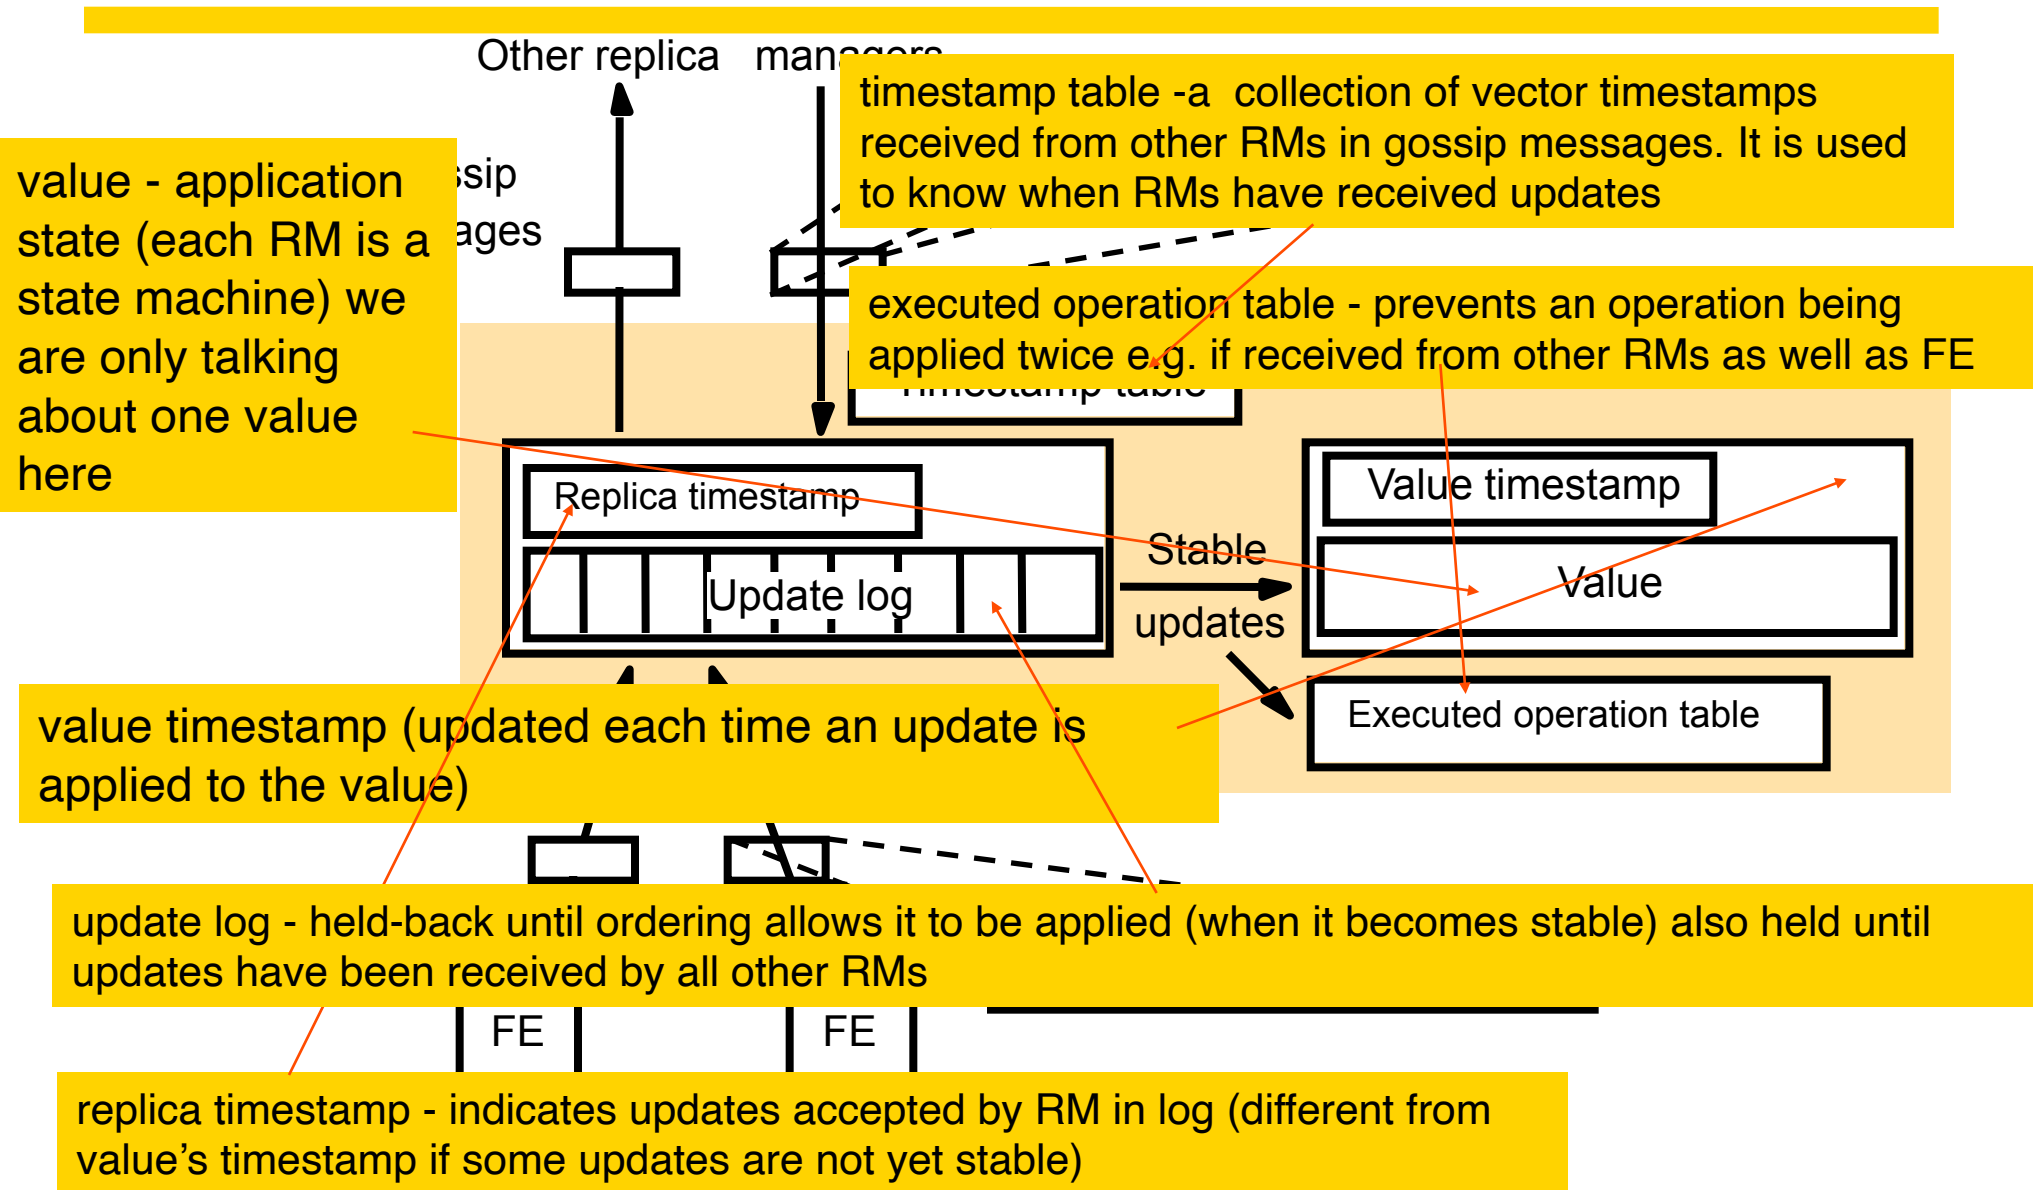 Other replica managers
timestamp table -a collection of vector timestamps
received from other RMs in gossip messages. It is used
to know when RMs have received updates
value - application
state (each RM is a
state machine) we
are only talking
about one value
here
ssip
ages
executed operation table - prevents an operation being
applied twice e.g. if received from other RMs as well as FE
Timestamp table
Replica timestamp
Update log
Stable
updates
Value timestamp
Value
Executed operation table
value timestamp (updated each time an update is
applied to the value)
update log - held-back until ordering allows it to be applied (when it becomes stable) also held until
updates have been received by all other RMs
FE
FE
replica timestamp - indicates updates accepted by RM in log (different from
value’s timestamp if some updates are not yet stable)